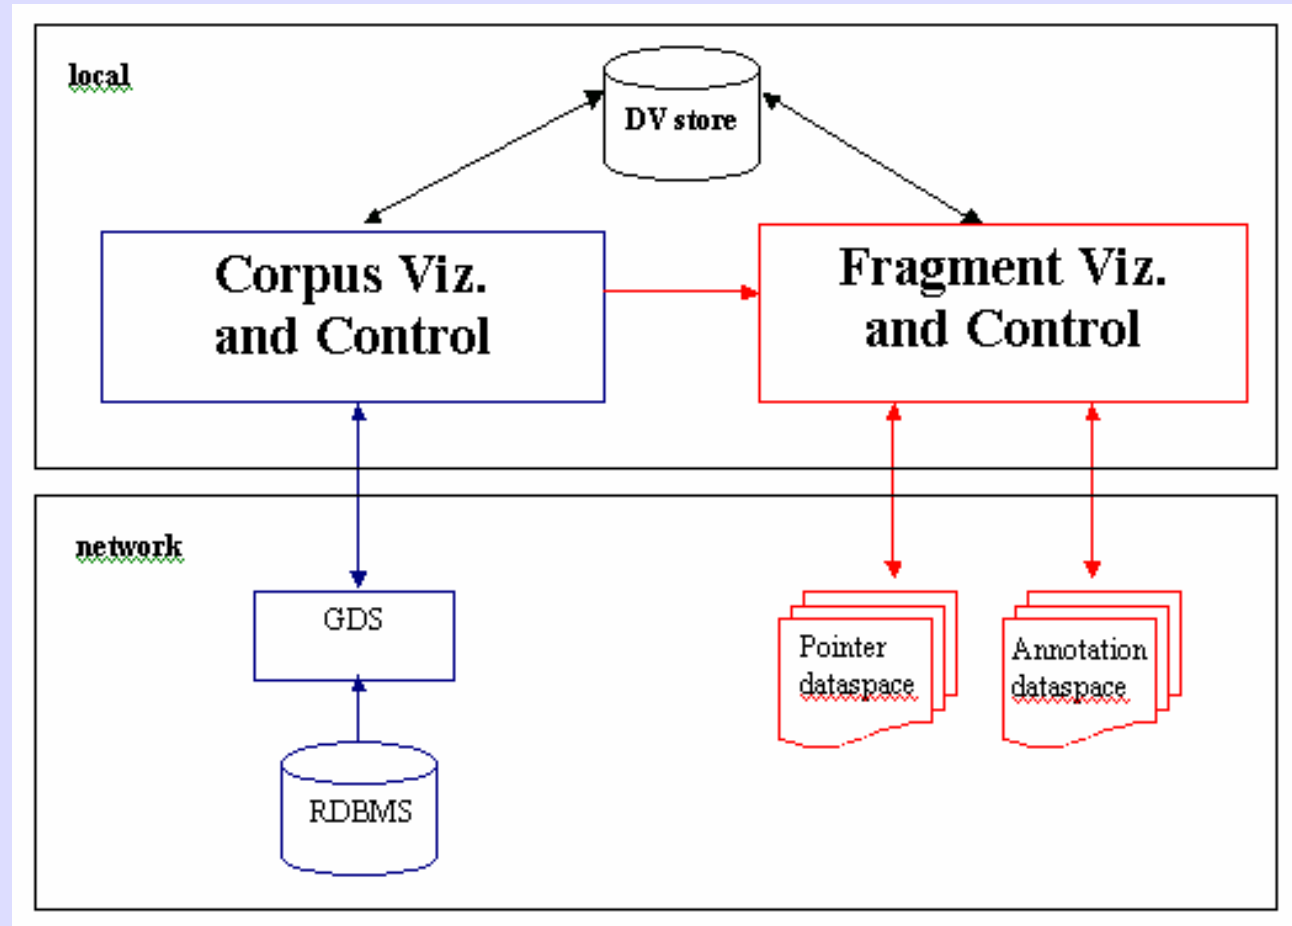 local
DV store
Corpus Viz.
and Control
Fragment Viz.
and Control
network
GDS
RDBMS
Pointer
dataspace
Annotation
dataspace